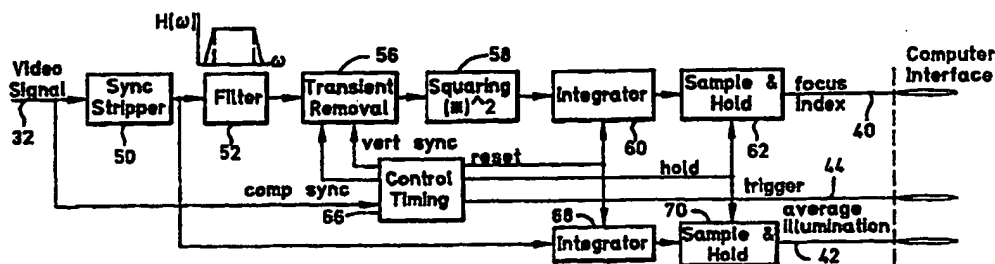 H(ω)
ω
Video
Signal
32
Sync
Stripper
50
Filter
52
56
Transient
Removal
58
Squaring
(※)^2
Integrator
60
Sample &
Hold
62
focus
index
40
Computer
Interface
vert sync
comp sync
Control
Timing
66
reset
hold
trigger
44
68
Integrator
70
Sample &
Hold
average
illumination
42